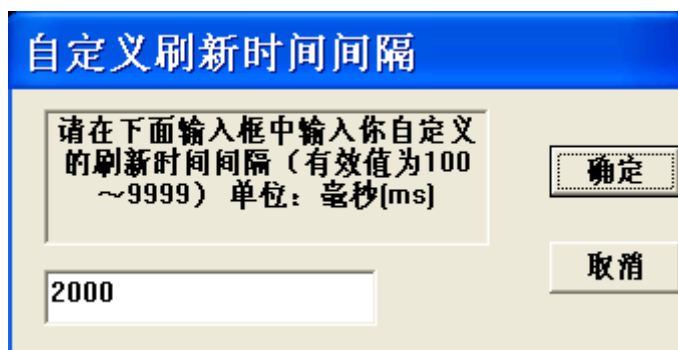 自定义刷新时间间隔
请在下面输入框中输入你自定义
的刷新时间间隔（有效值为100
～9999） 单位：毫秒(ms)
确定
取消
2000